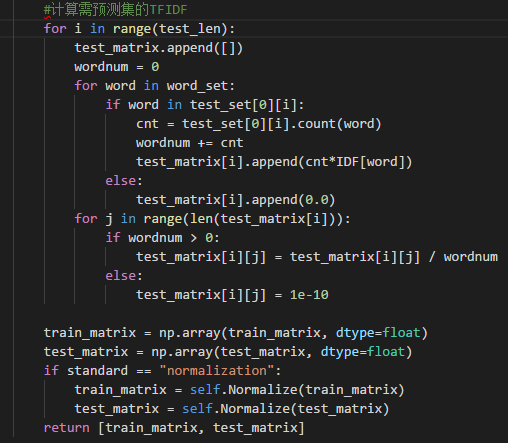 #计算需预测集的TFIDF
for i in range(test_len):
    test_matrix.append([])
    wordnum = 0
    for word in word_set:
        if word in test_set[0][i]:
            cnt = test_set[0][i].count(word)
            wordnum += cnt
            test_matrix[i].append(cnt*IDF[word])
        else:
            test_matrix[i].append(0.0)
    for j in range(len(test_matrix[i])):
        if wordnum > 0:
            test_matrix[i][j] = test_matrix[i][j] / wordnum
        else:
            test_matrix[i][j] = 1e-10
train_matrix = np.array(train_matrix, dtype=float)
test_matrix = np.array(test_matrix, dtype=float)
if standard == "normalization":
    train_matrix = self.Normalize(train_matrix)
    test_matrix = self.Normalize(test_matrix)
return [train_matrix, test_matrix]